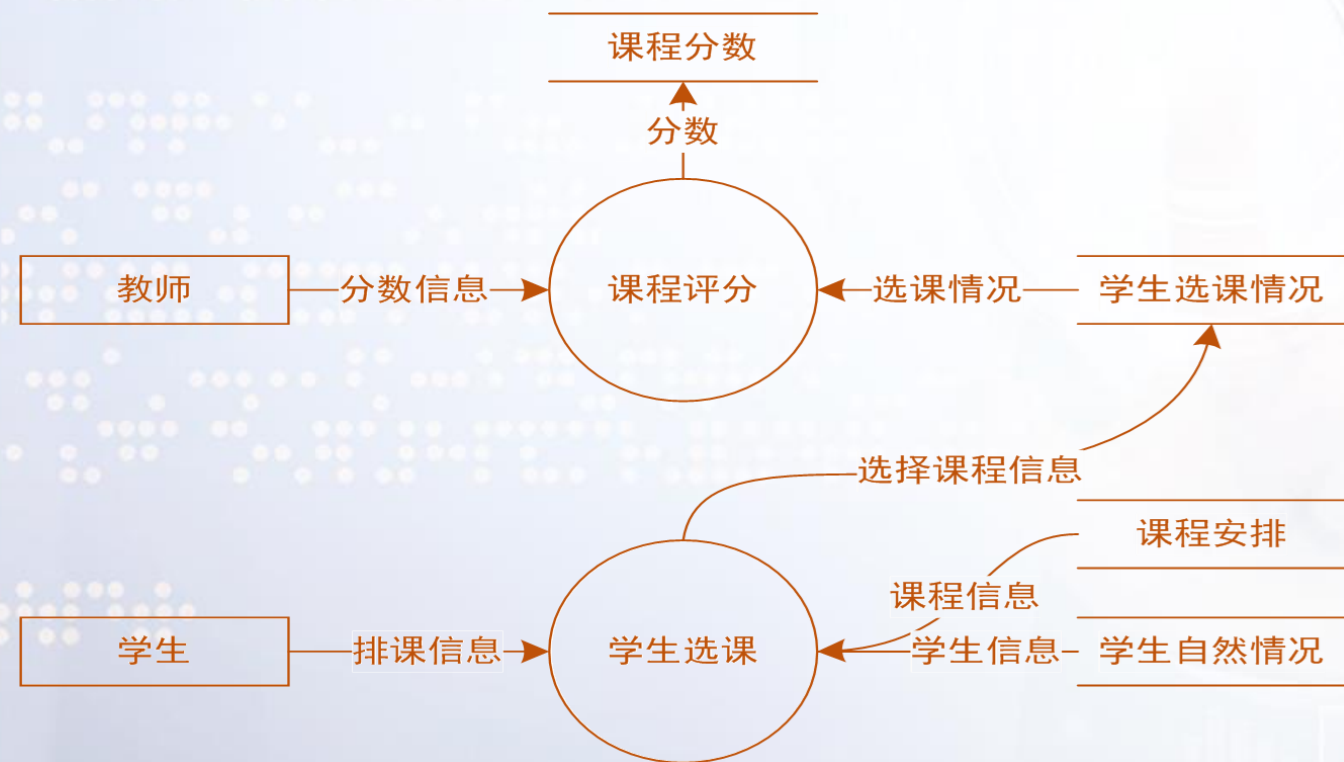 课程分数
分数
教师
分数信息
课程评分
选课情况
学生选课情况
选择课程信息
课程安排
课程信息
学生
排课信息
学生选课
学生信息
学生自然情况